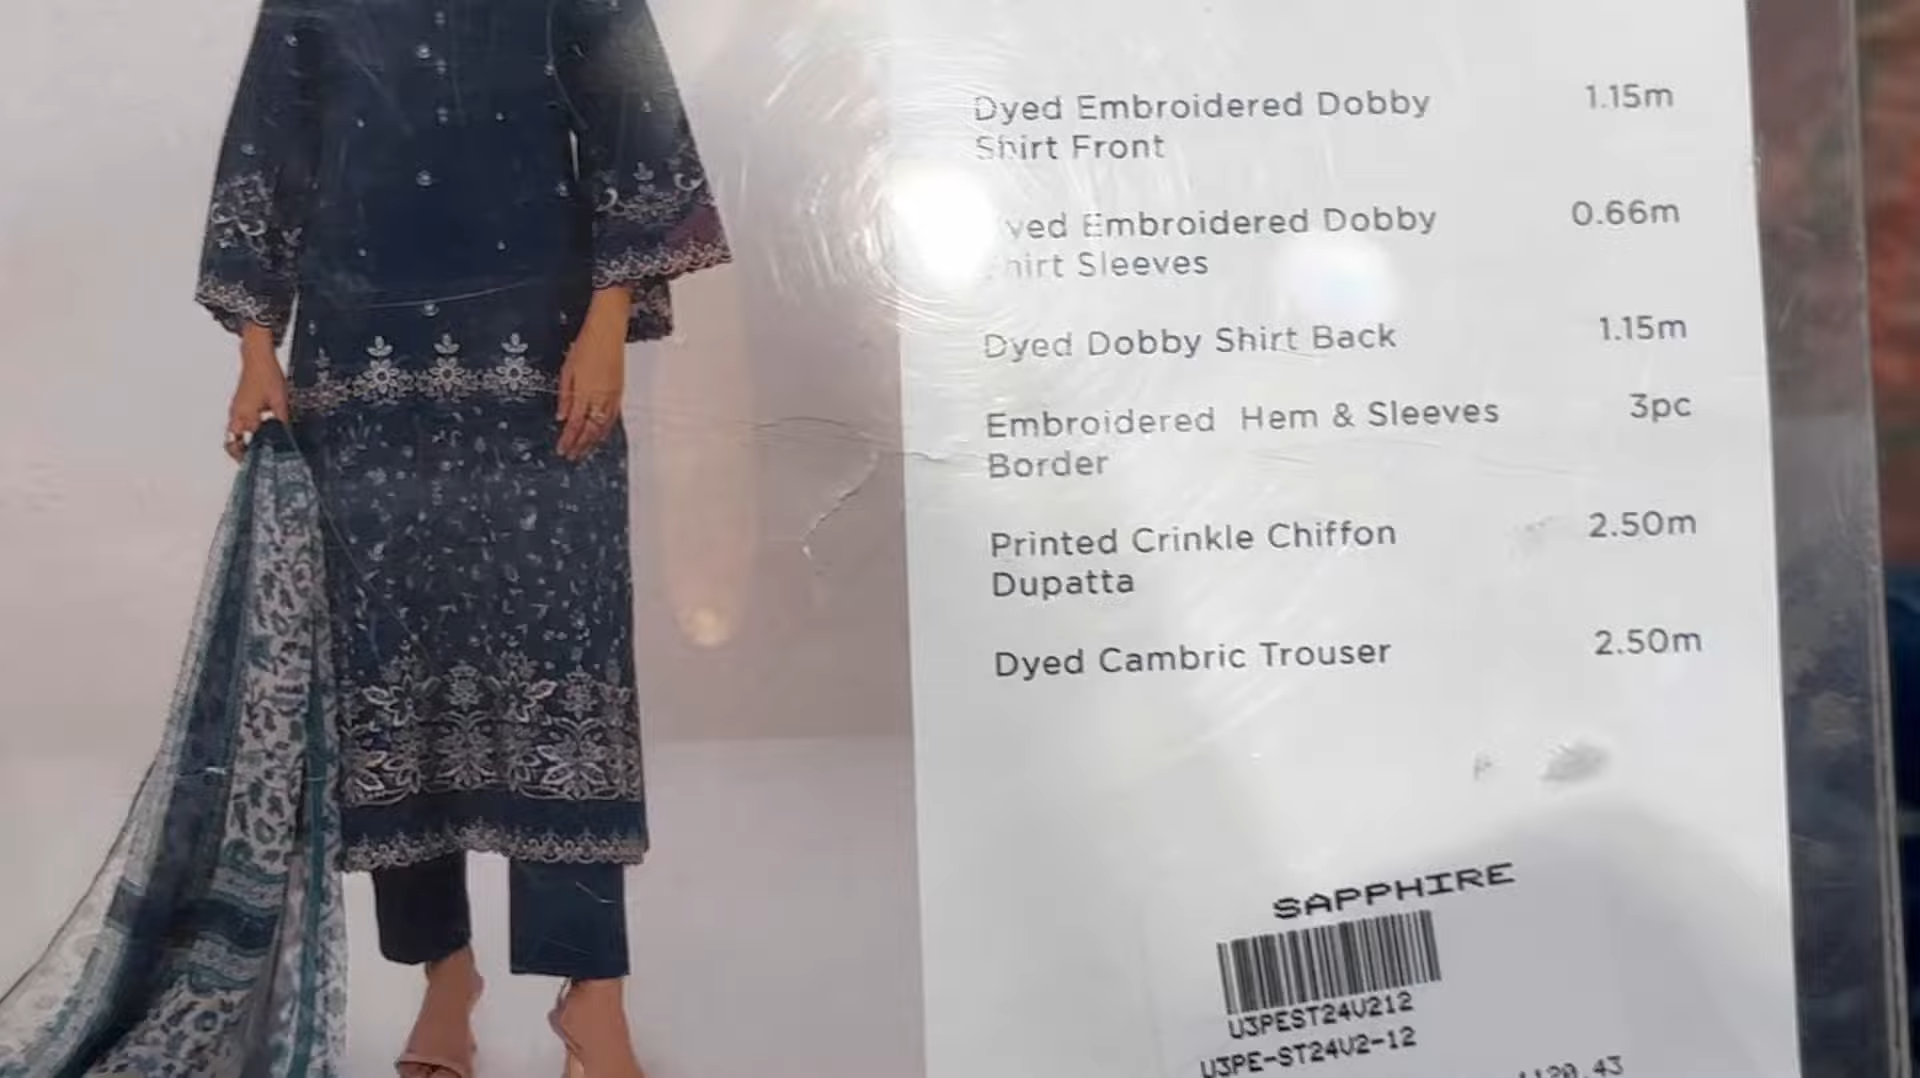 Dyed Embroidered Dobby 1.15m
Shirt Front
Embroidered Dobby 0.66m
Sleeves
Dyed Dobby Shirt Back 1.15m
Embroidered Hem & Sleeves 3pc
Border
Printed Crinkle Chiffon 2.50m
Dupatta
Dyed Cambric Trouser 2.50m
SAPPHIRE
U3PEST24V212
U3PE-ST24V2-12